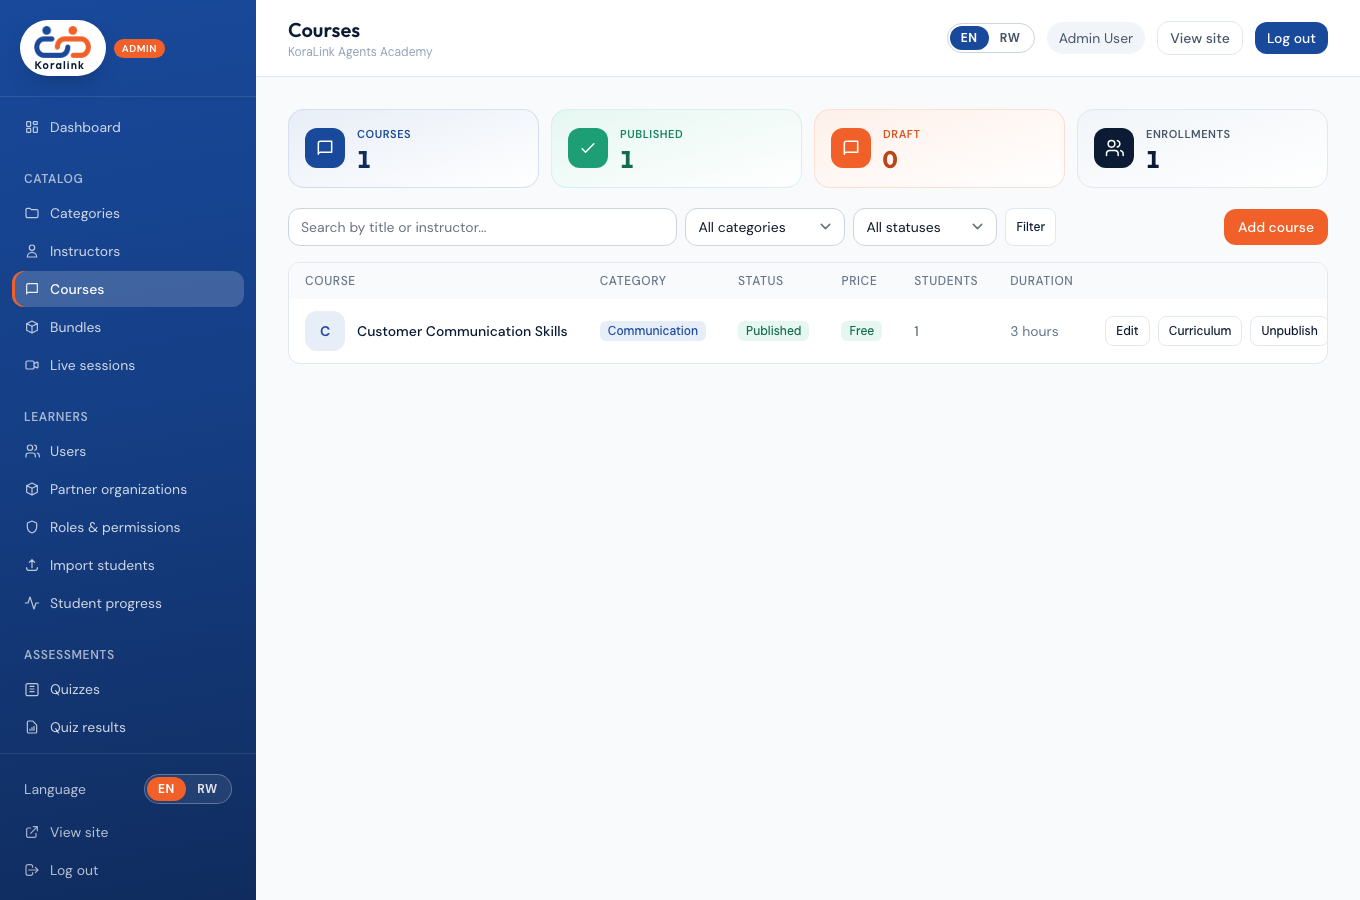 Koralink
ADMIN
Dashboard
CATALOG
Categories
Instructors
Courses
Bundles
Live sessions
LEARNERS
Users
Partner organizations
Roles & permissions
Import students
Student progress
ASSESSMENTS
Quizzes
Quiz results
Language EN RW
View site
Log out
Courses
KoraLink Agents Academy
EN RW Admin User View site Log out
COURSES
1
PUBLISHED
1
DRAFT
0
ENROLLMENTS
1
Search by title or instructor... All categories All statuses Filter Add course
COURSE CATEGORY STATUS PRICE STUDENTS DURATION
C Customer Communication Skills Communication Published Free 1 3 hours Edit Curriculum Unpublish